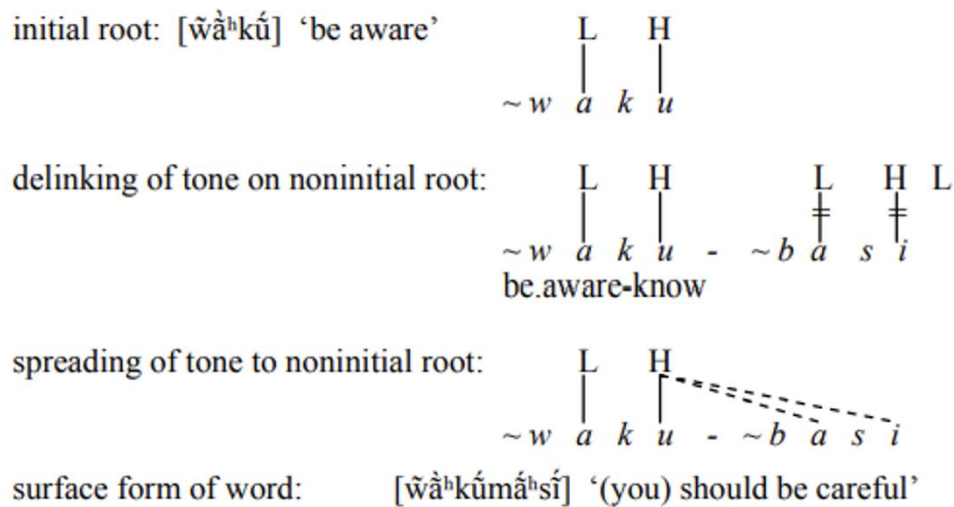 initial root: [w̃ã̀ʰkṹ] ‘be aware’ L H
~ w a k u
delinking of tone on noninitial root: L H L H L
~ w a k u - ~ b a s i
be.aware-know
spreading of tone to noninitial root: L H
~ w a k u - ~ b a s i
surface form of word: [w̃ã̀ʰkṹmã́ʰsĩ́] ‘(you) should be careful’